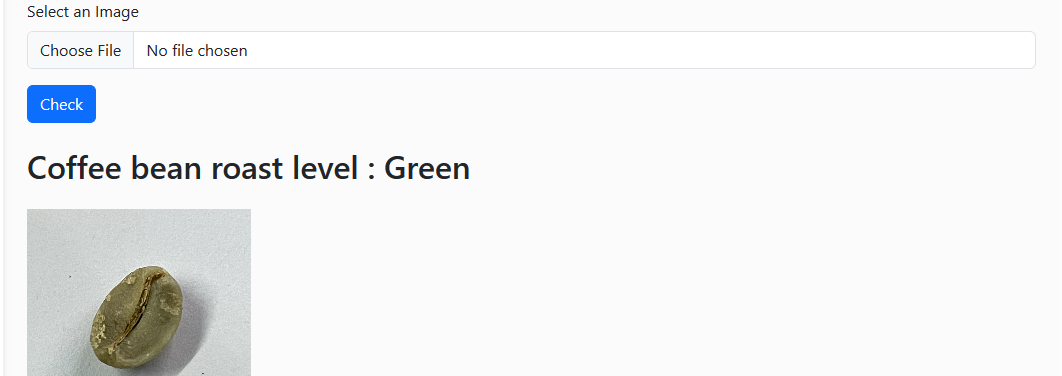 Select an Image
Choose File No file chosen
Check
Coffee bean roast level : Green